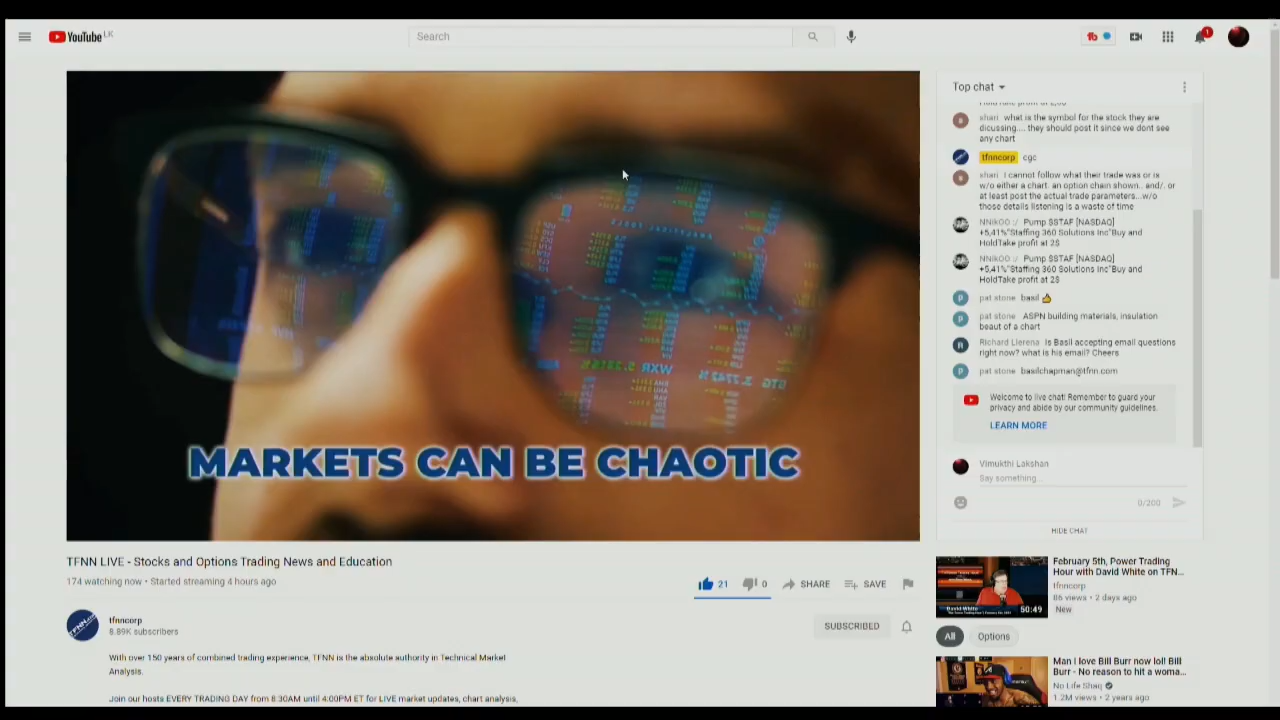 YouTube LK
Search
1
MARKETS CAN BE CHAOTIC
TFNN LIVE - Stocks and Options Trading News and Education
174 watching now • Started streaming 4 hours ago
21
0
SHARE
SAVE
tfnncorp
8.89K subscribers
SUBSCRIBED
With over 150 years of combined trading experience, TFNN is the absolute authority in Technical Market
Analysis.
Join our hosts EVERY TRADING DAY from 8:30AM until 4:00PM ET for LIVE market updates, chart analysis,
Top chat
shari what is the symbol for the stock they are
dicussing.... they should post it since we dont see
any chart
tfnncorp cgc
shari I cannot follow what their trade was or is
w/o either a chart. an option chain shown.. and/. or
at least post the actual trade parameters...w/o
those details listening is a waste of time
NNikOO :/ Pump $STAF [NASDAQ]
+5,41%"Staffing 360 Solutions Inc"Buy and
HoldTake profit at 2$
NNikOO :/ Pump $STAF [NASDAQ]
+5,41%"Staffing 360 Solutions Inc"Buy and
HoldTake profit at 2$
pat stone basil 👍
pat stone ASPN building materials, insulation
beaut of a chart
Richard Llerena Is Basil accepting email questions
right now? what is his email? Cheers
pat stone basilchapman@tfnn.com
Welcome to live chat! Remember to guard your
privacy and abide by our community guidelines.
LEARN MORE
Vimukthi Lakshan
Say something...
0/200
HIDE CHAT
February 5th, Power Trading
Hour with David White on TFN...
tfnncorp
86 views • 2 days ago
New
David White
50:49
All
Options
Man I love Bill Burr now lol! Bill
Burr - No reason to hit a woma...
No Life Shaq
1.2M views • 2 years ago